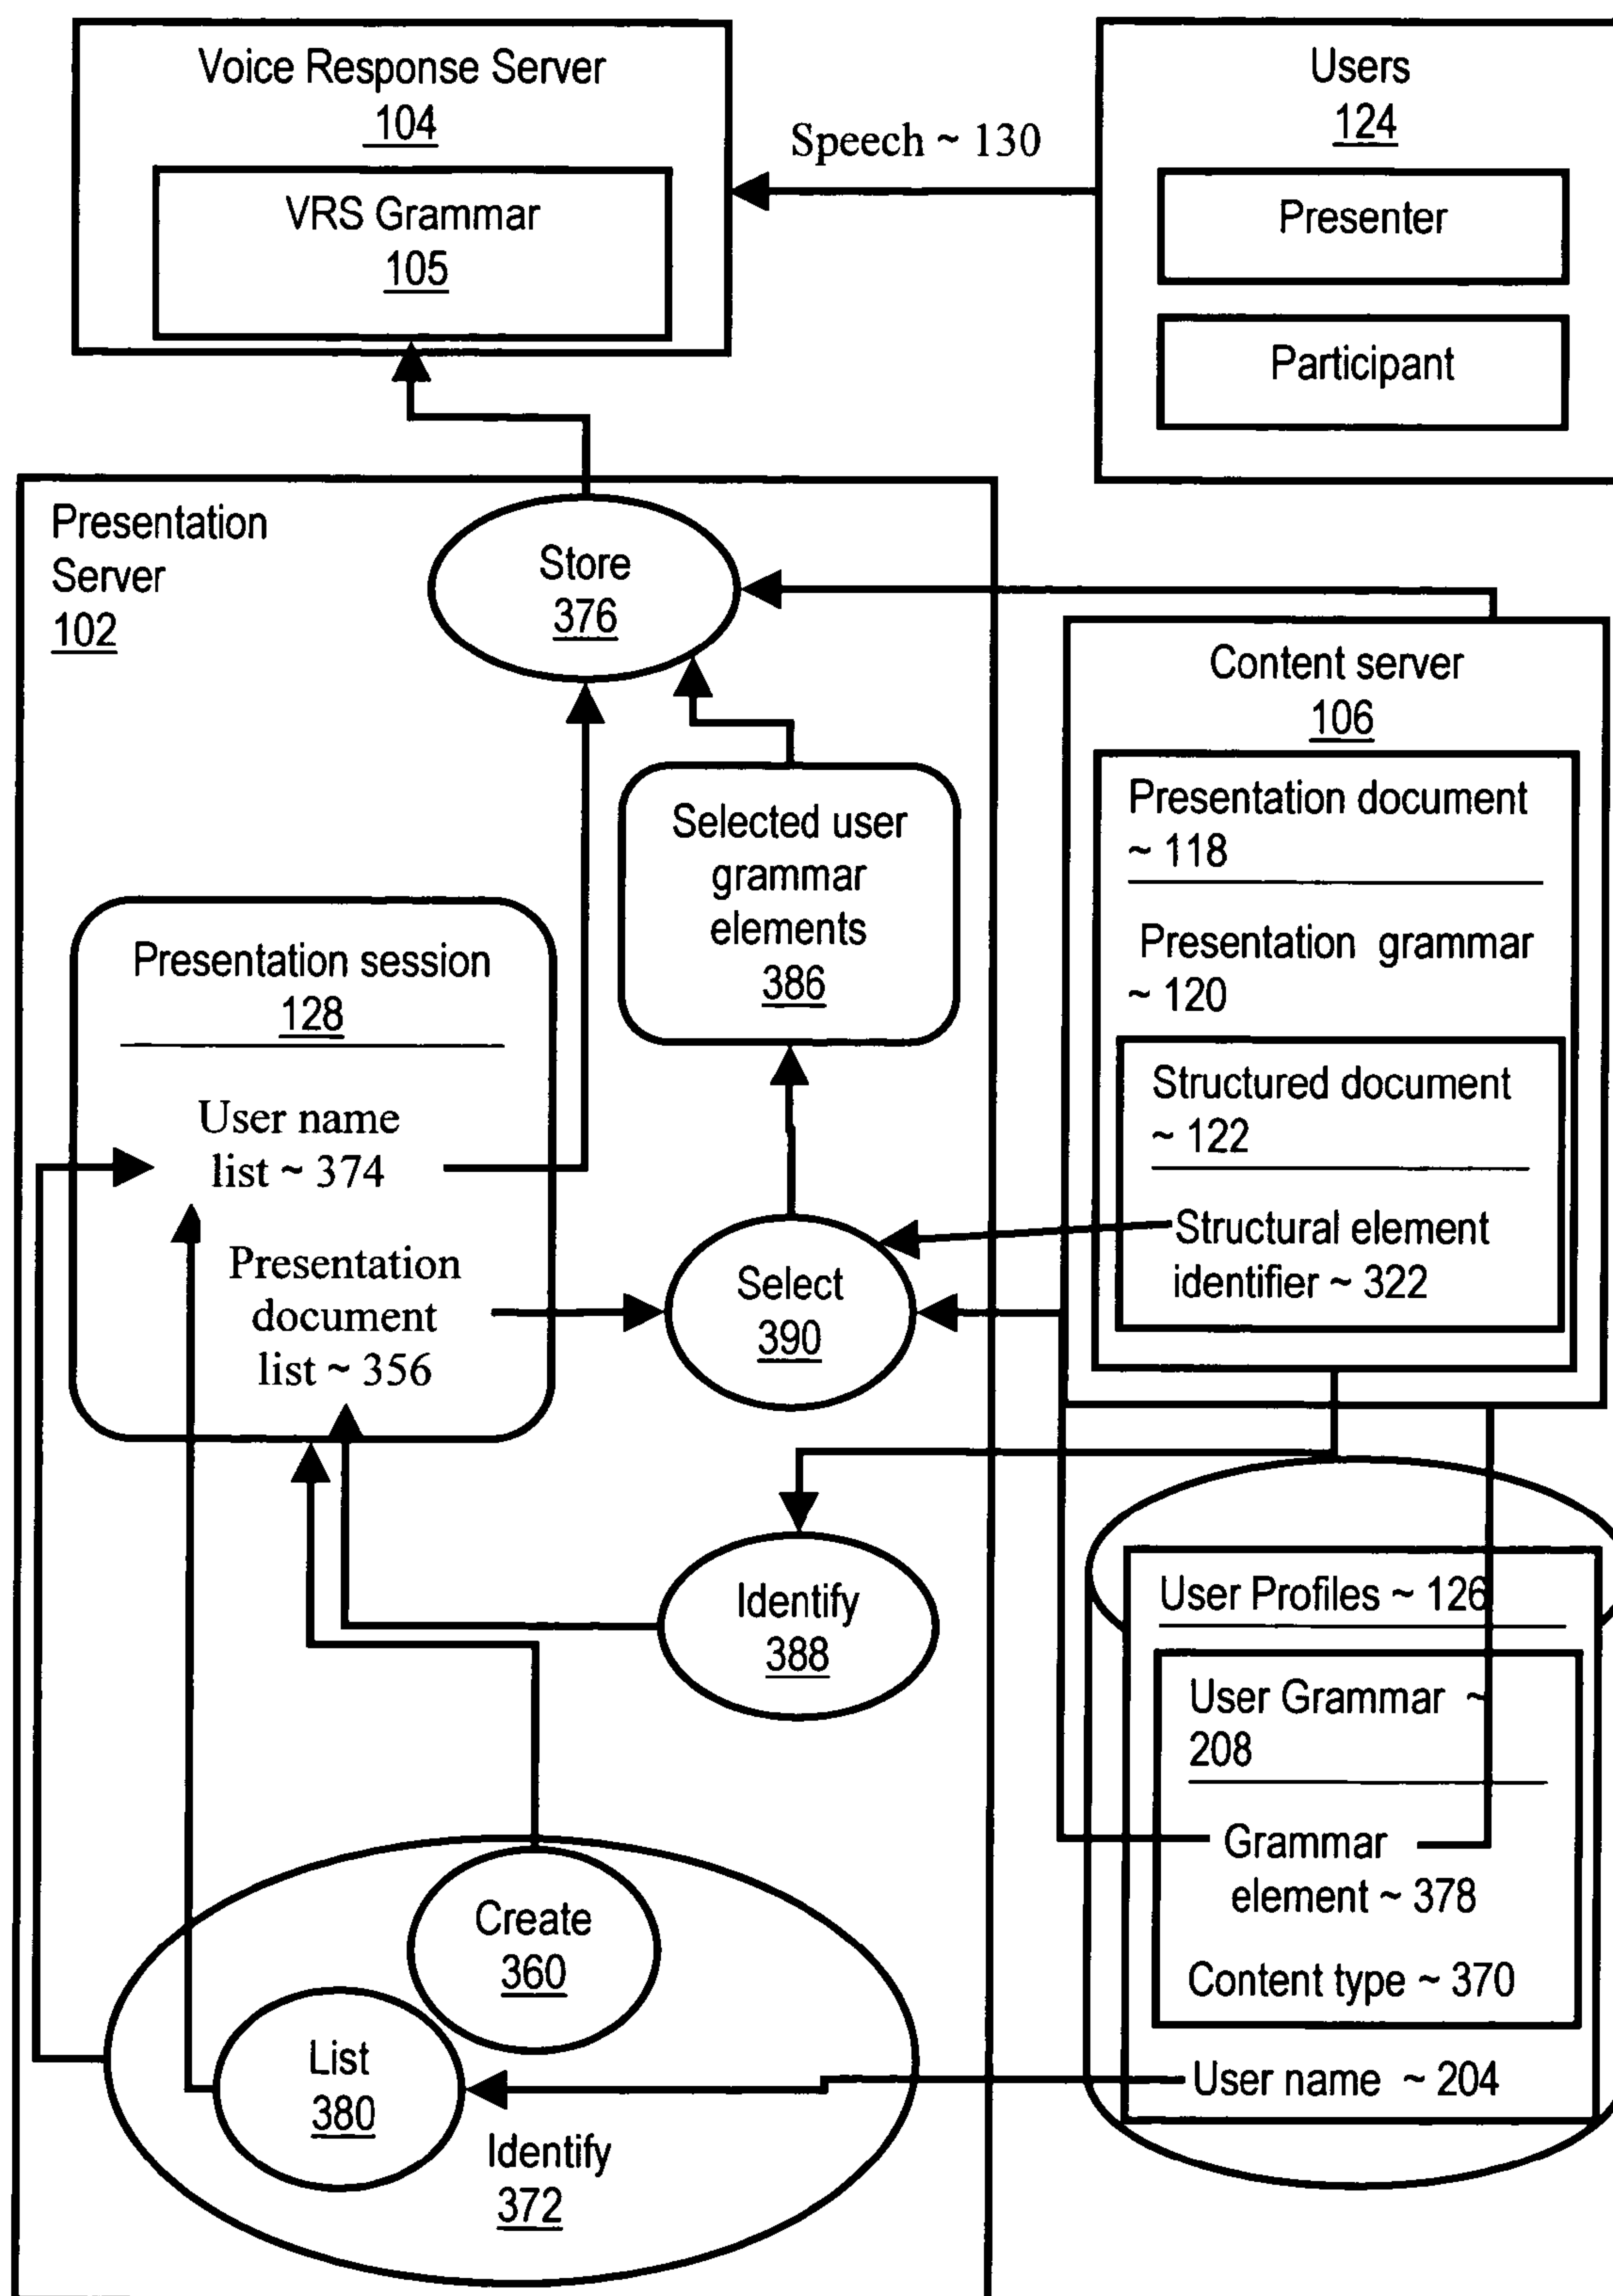 Voice Response Server
104
VRS Grammar
105
Speech ~ 130
Users
124
Presenter
Participant
Presentation
Server
102
Store
376
Selected user
grammar
elements
386
Presentation session
128
User name
list ~ 374
Presentation
document
list ~ 356
Select
390
Identify
388
Create
360
List
380
Identify
372
Content server
106
Presentation document
~ 118
Presentation grammar
~ 120
Structured document
~ 122
Structural element
identifier ~ 322
User Profiles ~ 126
User Grammar ~
208
Grammar
element ~ 378
Content type ~ 370
User name ~ 204